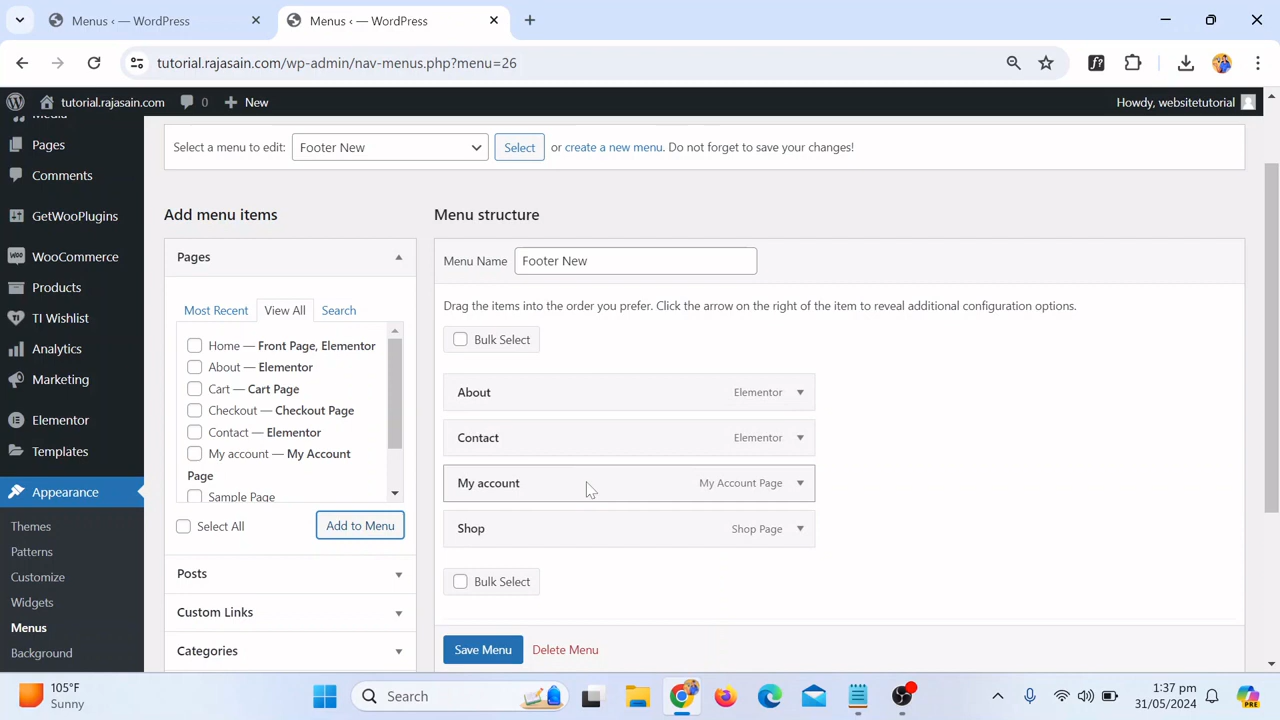 Menus ‹ — WordPress
Menus ‹ — WordPress
tutorial.rajasain.com/wp-admin/nav-menus.php?menu=26
tutorial.rajasain.com
0
New
Howdy, websitetutorial
Media
Pages
Comments
GetWooPlugins
WooCommerce
Products
TI Wishlist
Analytics
Marketing
Elementor
Templates
Appearance
Themes
Patterns
Customize
Widgets
Menus
Background
Select a menu to edit: Footer New Select or create a new menu. Do not forget to save your changes!
Add menu items
Pages
Most Recent View All Search
Home — Front Page, Elementor
About — Elementor
Cart — Cart Page
Checkout — Checkout Page
Contact — Elementor
My account — My Account
Page
Sample Page
Select All Add to Menu
Posts
Custom Links
Categories
Menu structure
Menu Name Footer New
Drag the items into the order you prefer. Click the arrow on the right of the item to reveal additional configuration options.
Bulk Select
About Elementor
Contact Elementor
My account My Account Page
Shop Shop Page
Bulk Select
Save Menu Delete Menu
105°F
Sunny
Search
1:37 pm
31/05/2024
PRE